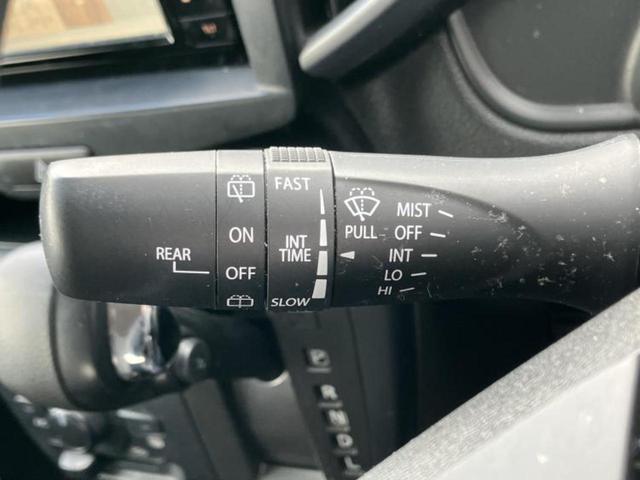 FAST
MIST
ON
PULL
OFF
INT
TIME
INT
REAR
OFF
LO
HI
SLOW
P
R
N
D
L